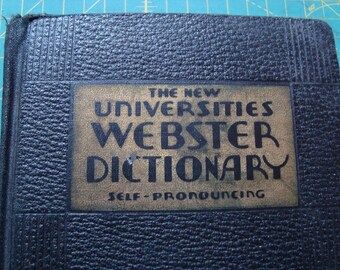 THE NEW
UNIVERSITIES
WEBSTER
DICTIONARY
SELF-PRONOUNCING